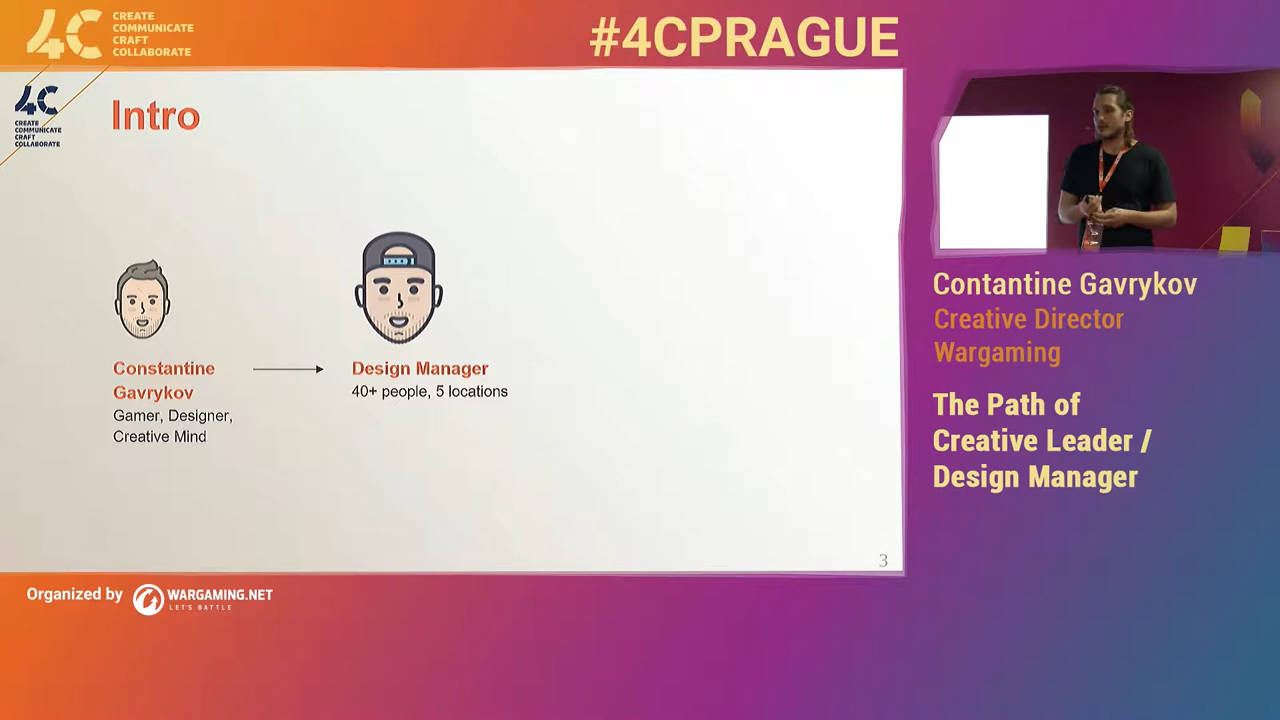 4C
CREATE
COMMUNICATE
CRAFT
COLLABORATE
#4CPRAGUE
4C
CREATE
COMMUNICATE
CRAFT
COLLABORATE
Intro
Constantine
Gavrykov
Gamer, Designer,
Creative Mind
Design Manager
40+ people, 5 locations
3
Contantine Gavrykov
Creative Director
Wargaming
The Path of
Creative Leader /
Design Manager
Organized by
WARGAMING.NET
LET'S BATTLE